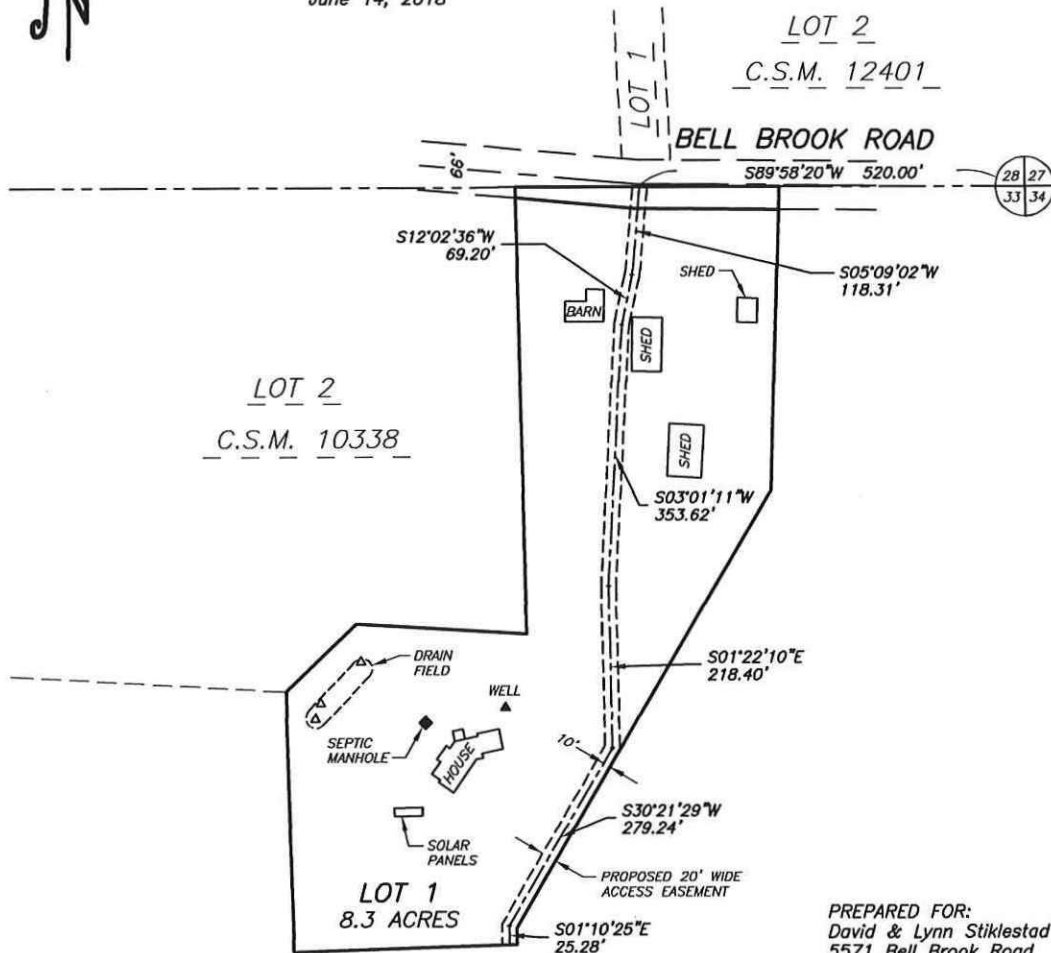 N
June 14, 2018
LOT 2
C.S.M. 12401
LOT 1
BELL BROOK ROAD
66'
S89°58'20"W 520.00'
28 27
33 34
S12°02'36"W
69.20'
S05°09'02"W
118.31'
SHED
BARN
SHED
LOT 2
C.S.M. 10338
SHED
S03°01'11"W
353.62'
DRAIN
FIELD
WELL
S01°22'10"E
218.40'
SEPTIC
MANHOLE
HOUSE
10'
S30°21'29"W
279.24'
SOLAR
PANELS
PROPOSED 20' WIDE
ACCESS EASEMENT
LOT 1
8.3 ACRES
S01°10'25"E
25.28'
PREPARED FOR:
David & Lynn Stiklestad
5571 Bell Brook Road